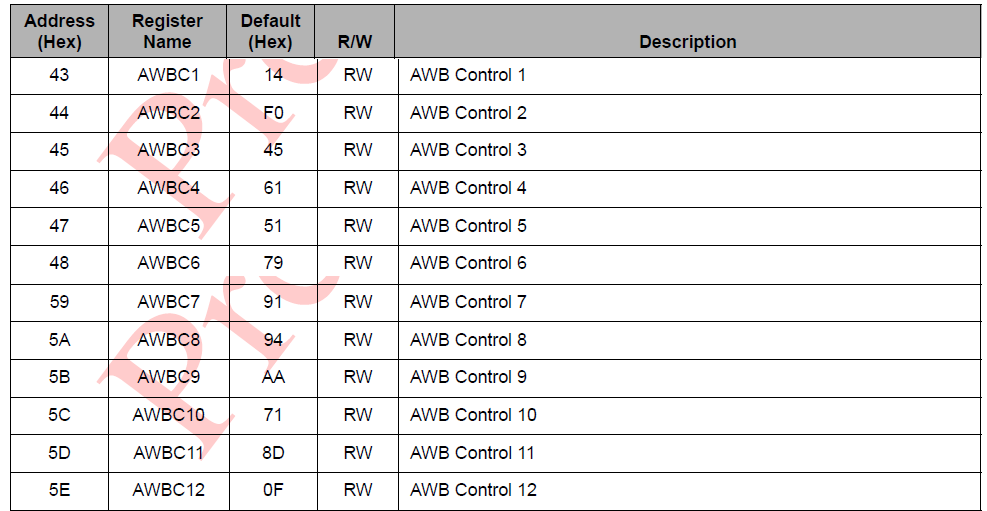 Address (Hex) Register Name Default (Hex) R/W Description
43 AWBC1 14 RW AWB Control 1
44 AWBC2 F0 RW AWB Control 2
45 AWBC3 45 RW AWB Control 3
46 AWBC4 61 RW AWB Control 4
47 AWBC5 51 RW AWB Control 5
48 AWBC6 79 RW AWB Control 6
59 AWBC7 91 RW AWB Control 7
5A AWBC8 94 RW AWB Control 8
5B AWBC9 AA RW AWB Control 9
5C AWBC10 71 RW AWB Control 10
5D AWBC11 8D RW AWB Control 11
5E AWBC12 0F RW AWB Control 12